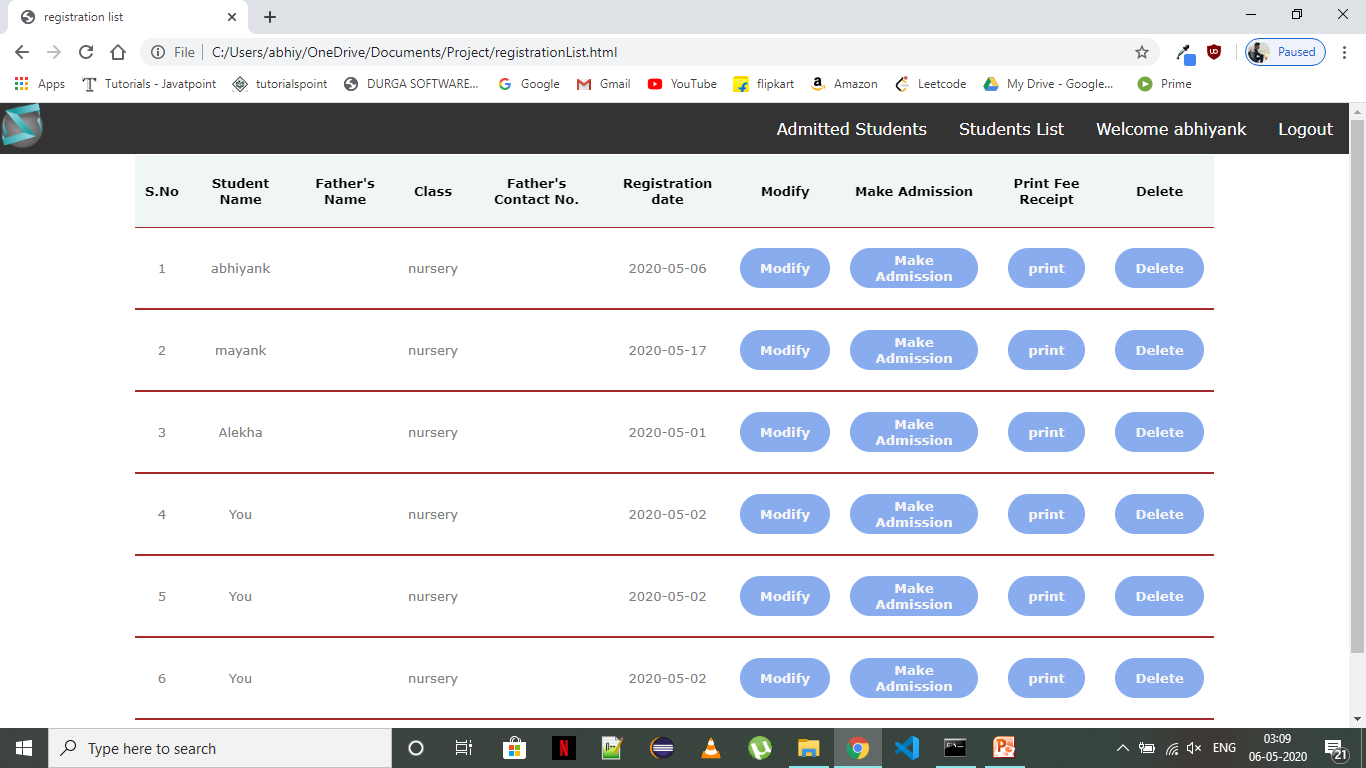 registration list
File C:/Users/abhiy/OneDrive/Documents/Project/registrationList.html Paused
Apps Tutorials - Javatpoint tutorialspoint DURGA SOFTWARE... Google Gmail YouTube flipkart Amazon Leetcode My Drive - Google... Prime
Admitted Students Students List Welcome abhiyank Logout
S.No Student Name Father's Name Class Father's Contact No. Registration date Modify Make Admission Print Fee Receipt Delete
1 abhiyank nursery 2020-05-06 Modify Make Admission print Delete
2 mayank nursery 2020-05-17 Modify Make Admission print Delete
3 Alekha nursery 2020-05-01 Modify Make Admission print Delete
4 You nursery 2020-05-02 Modify Make Admission print Delete
5 You nursery 2020-05-02 Modify Make Admission print Delete
6 You nursery 2020-05-02 Modify Make Admission print Delete
Type here to search ENG 03:09
06-05-2020 21